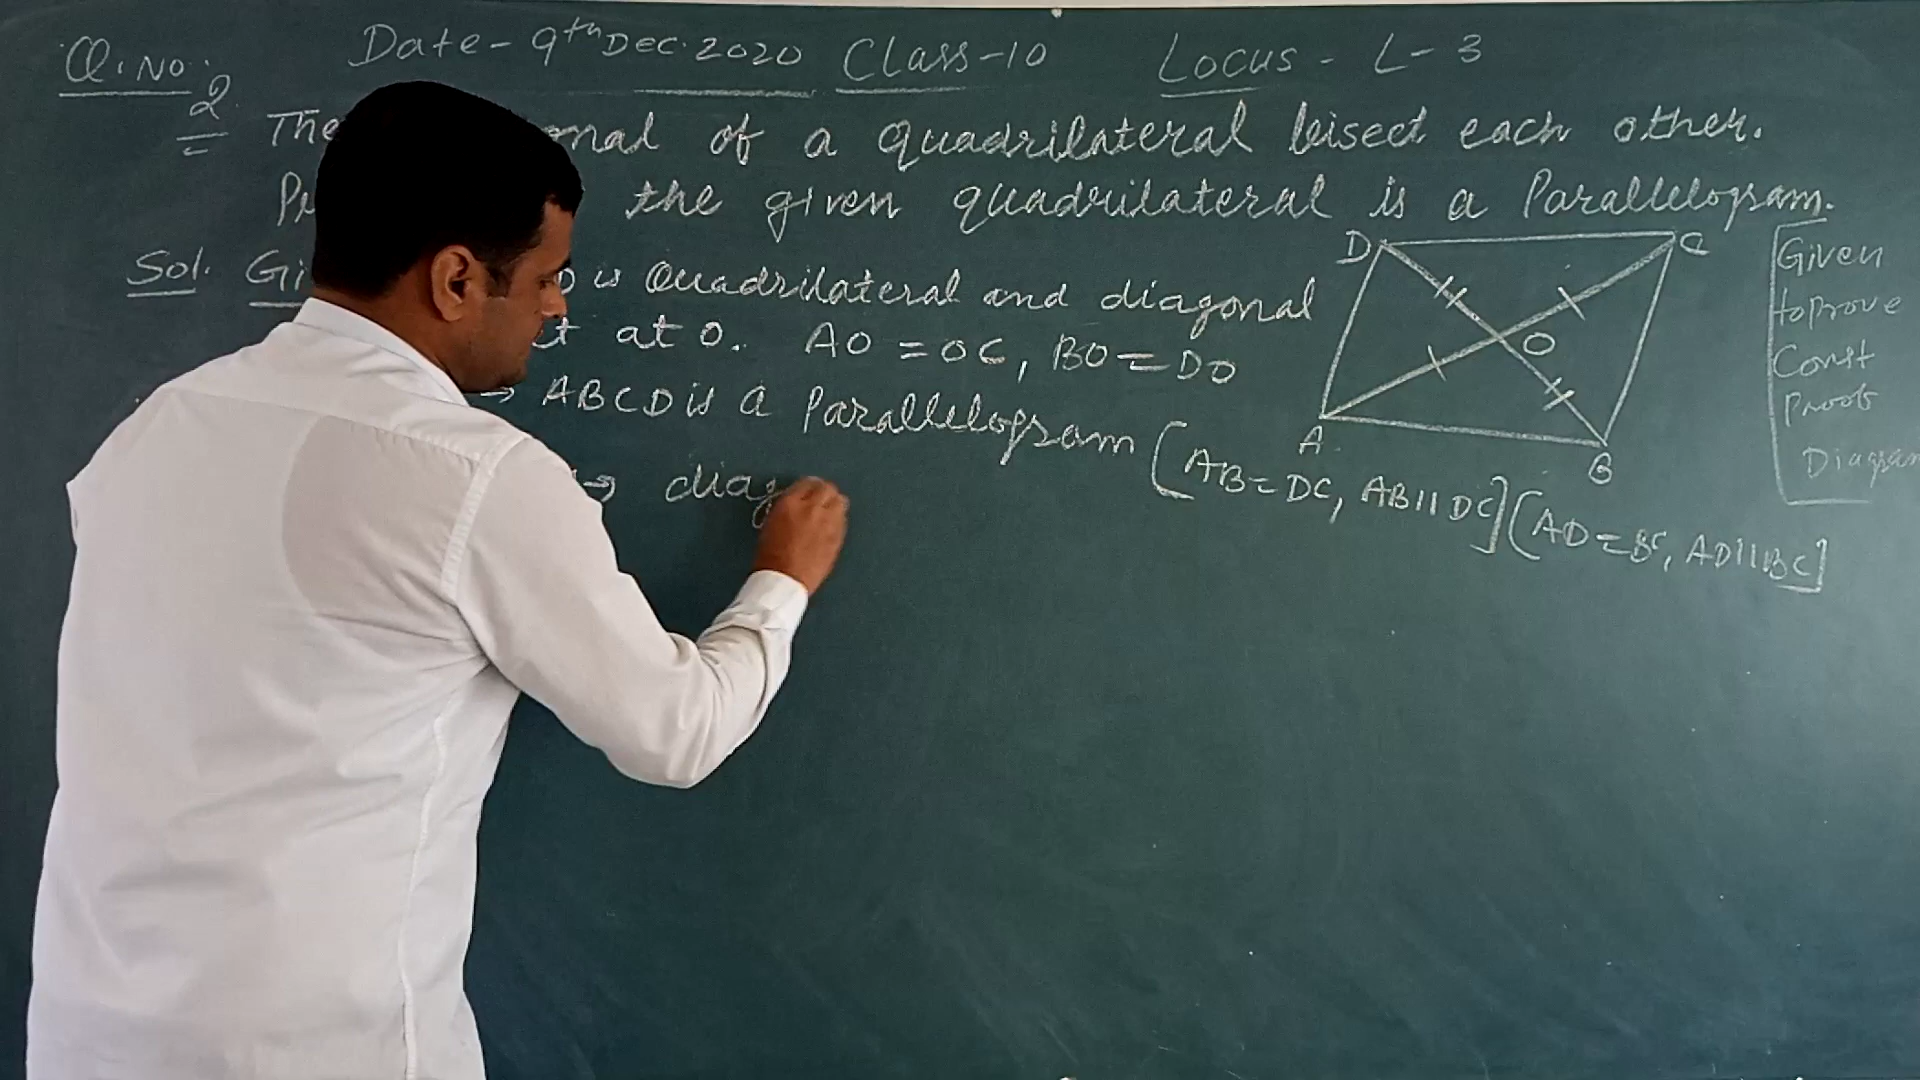 Q. No. Date - 9th DEC. 2020 Class-10 Locus - L-3
2 The onal of a quadrilateral bisect each other.
the given quadrilateral is a Parallelogram.
Sol. Gi D is Quadrilateral and diagonal
t at O. AO = OC, BO = DO
→ ABCD is a Parallelogram [AB = DC, AB || DC] [AD = BC, AD || BC]
→ diag
D C
O
A B
Given
to prove
Const
Proof
Diagram